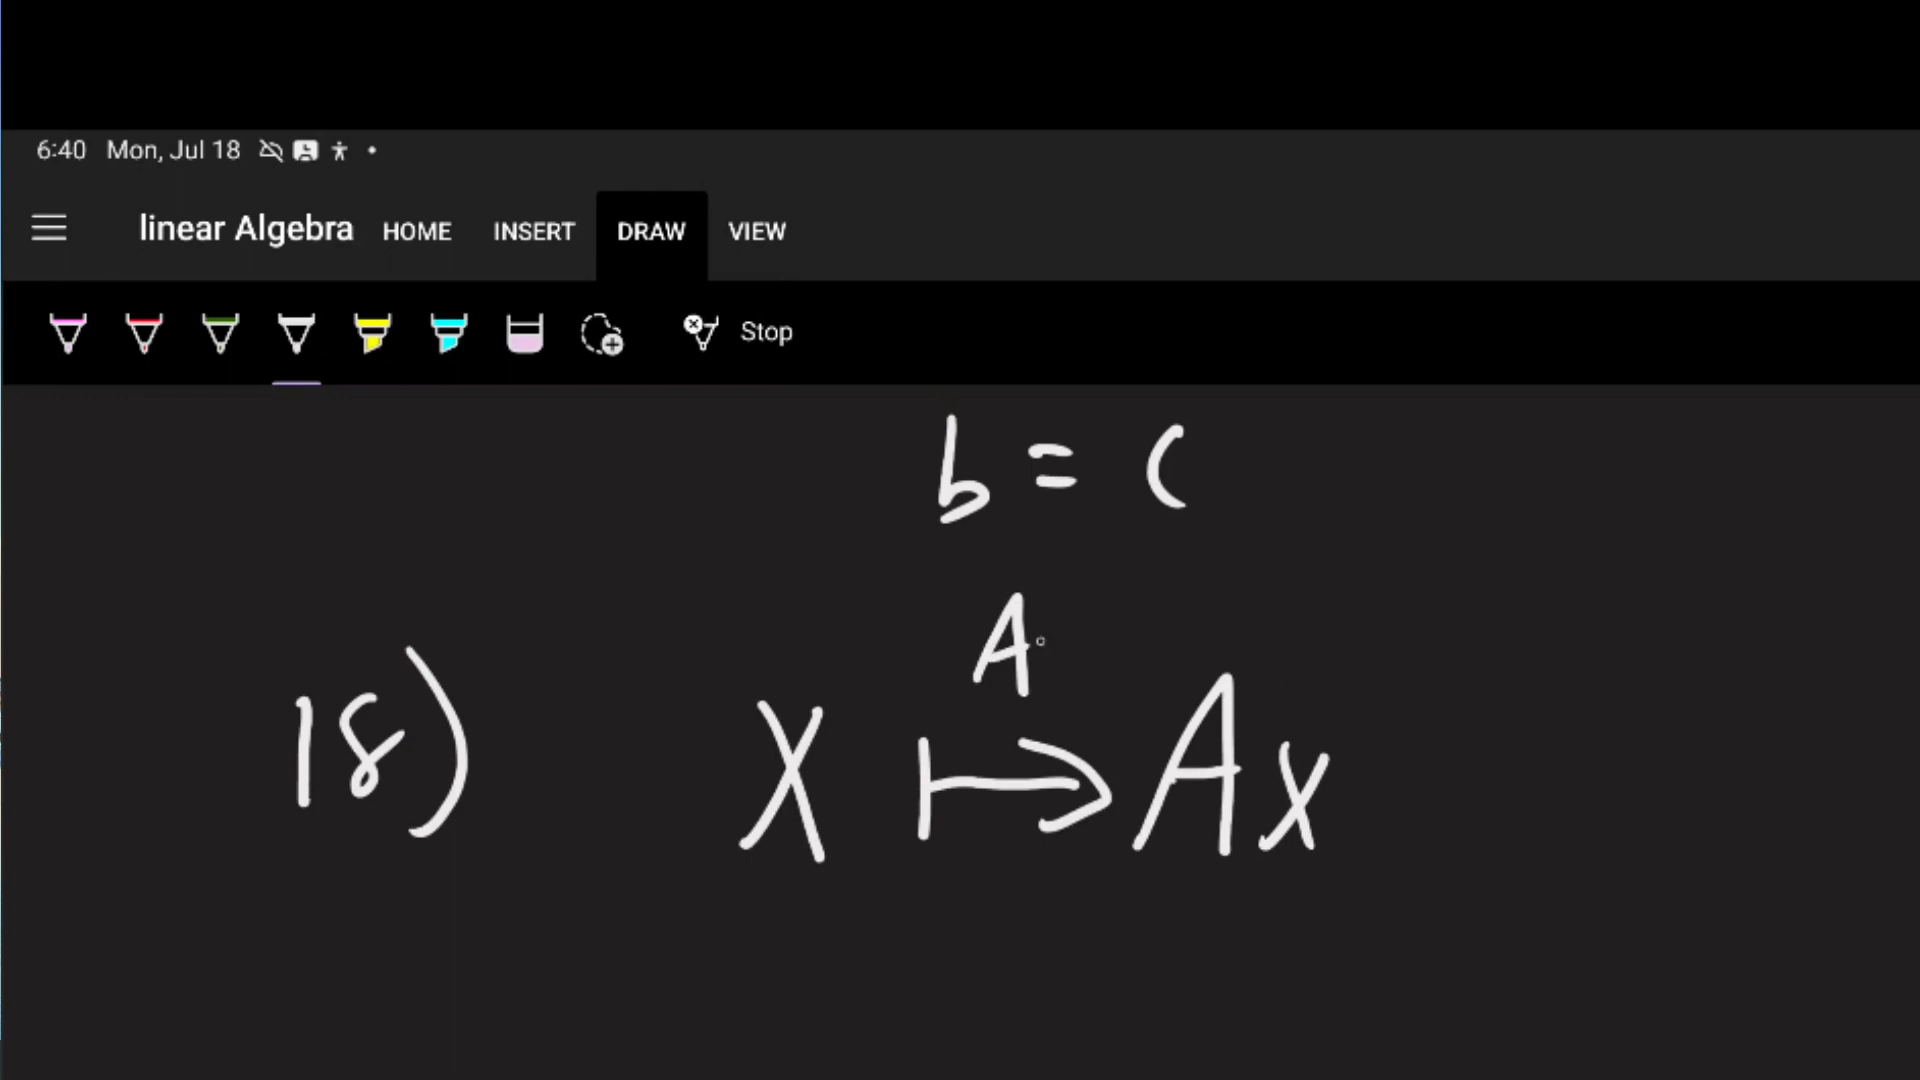 6:40 Mon, Jul 18
linear Algebra HOME INSERT DRAW VIEW
Stop
b = c
A
18) X ↦ Ax